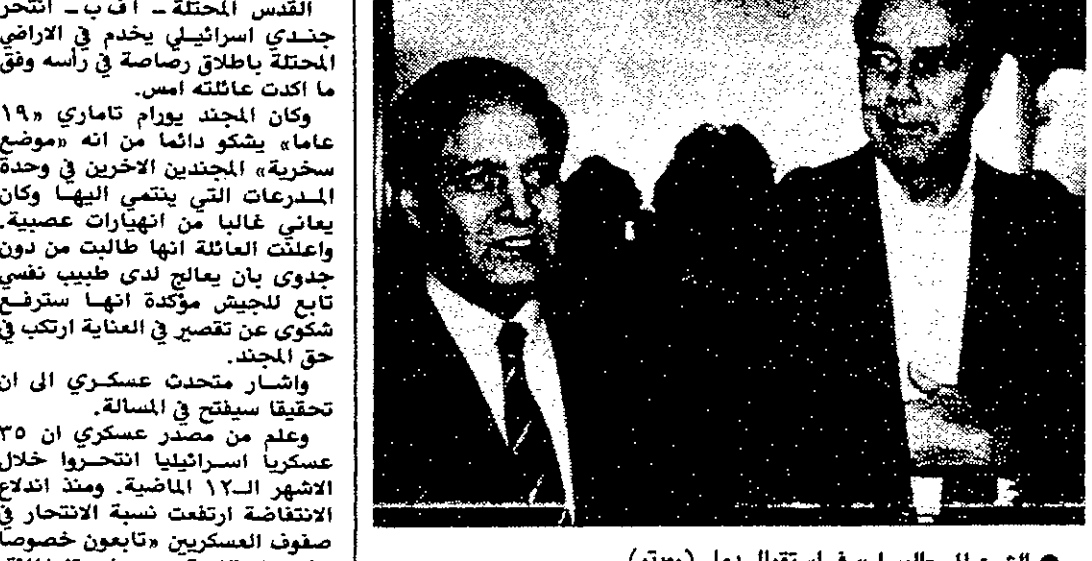 القدس المحتلة ـ ا ف ب ـ انتحر
جندي اسرائيلي يخدم في الاراضي
المحتلة باطلاق رصاصة في رأسه وفق
ما اكدت عائلته امس.
وكان المجند يورام تاماري «١٩
عاما» يشكو دائما من انه «موضع
سخرية» المجندين الاخرين في وحدة
المدرعات التي ينتمي اليها وكان
يعاني غالبا من انهيارات عصبية.
واعلنت العائلة انها طالبت من دون
جدوى بان يعالج لدى طبيب نفسي
تابع للجيش مؤكدة انها سترفع
شكوى عن تقصير في العناية ارتكب في
حق المجند.
واشار متحدث عسكري الى ان
تحقيقا سيفتح في المسالة.
وعلم من مصدر عسكري ان ٣٥
عسكريا اسرائيليا انتحروا خلال
الاشهر الـ١٢ الماضية. ومنذ اندلاع
الانتفاضة ارتفعت نسبة الانتحار في
صفوف العسكريين «تابعون خصوصا